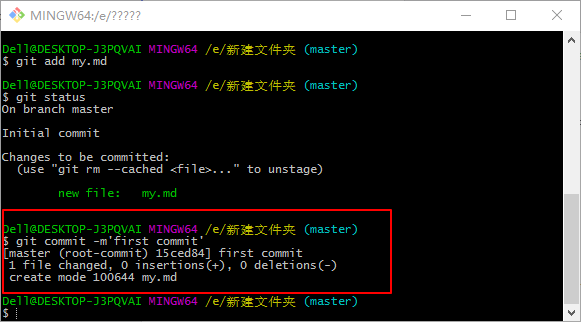 MINGW64:/e/?????
Dell@DESKTOP-J3PQVAI MINGW64 /e/新建文件夹 (master)
$ git add my.md
Dell@DESKTOP-J3PQVAI MINGW64 /e/新建文件夹 (master)
$ git status
On branch master
Initial commit
Changes to be committed:
  (use "git rm --cached <file>..." to unstage)
        new file:   my.md
Dell@DESKTOP-J3PQVAI MINGW64 /e/新建文件夹 (master)
$ git commit -m'first commit'
[master (root-commit) 15ced84] first commit
 1 file changed, 0 insertions(+), 0 deletions(-)
 create mode 100644 my.md
Dell@DESKTOP-J3PQVAI MINGW64 /e/新建文件夹 (master)
$